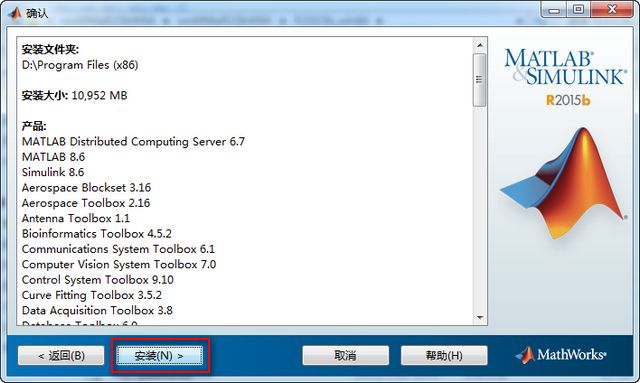 确认
安装文件夹:
D:\Program Files (x86)
安装大小: 10,952 MB
产品:
MATLAB Distributed Computing Server 6.7
MATLAB 8.6
Simulink 8.6
Aerospace Blockset 3.16
Aerospace Toolbox 2.16
Antenna Toolbox 1.1
Bioinformatics Toolbox 4.5.2
Communications System Toolbox 6.1
Computer Vision System Toolbox 7.0
Control System Toolbox 9.10
Curve Fitting Toolbox 3.5.2
Data Acquisition Toolbox 3.8
Database Toolbox 6.0
MATLAB®
&SIMULINK®
R2015b
< 返回(B)
安装(N) >
取消
帮助(H)
MathWorks®